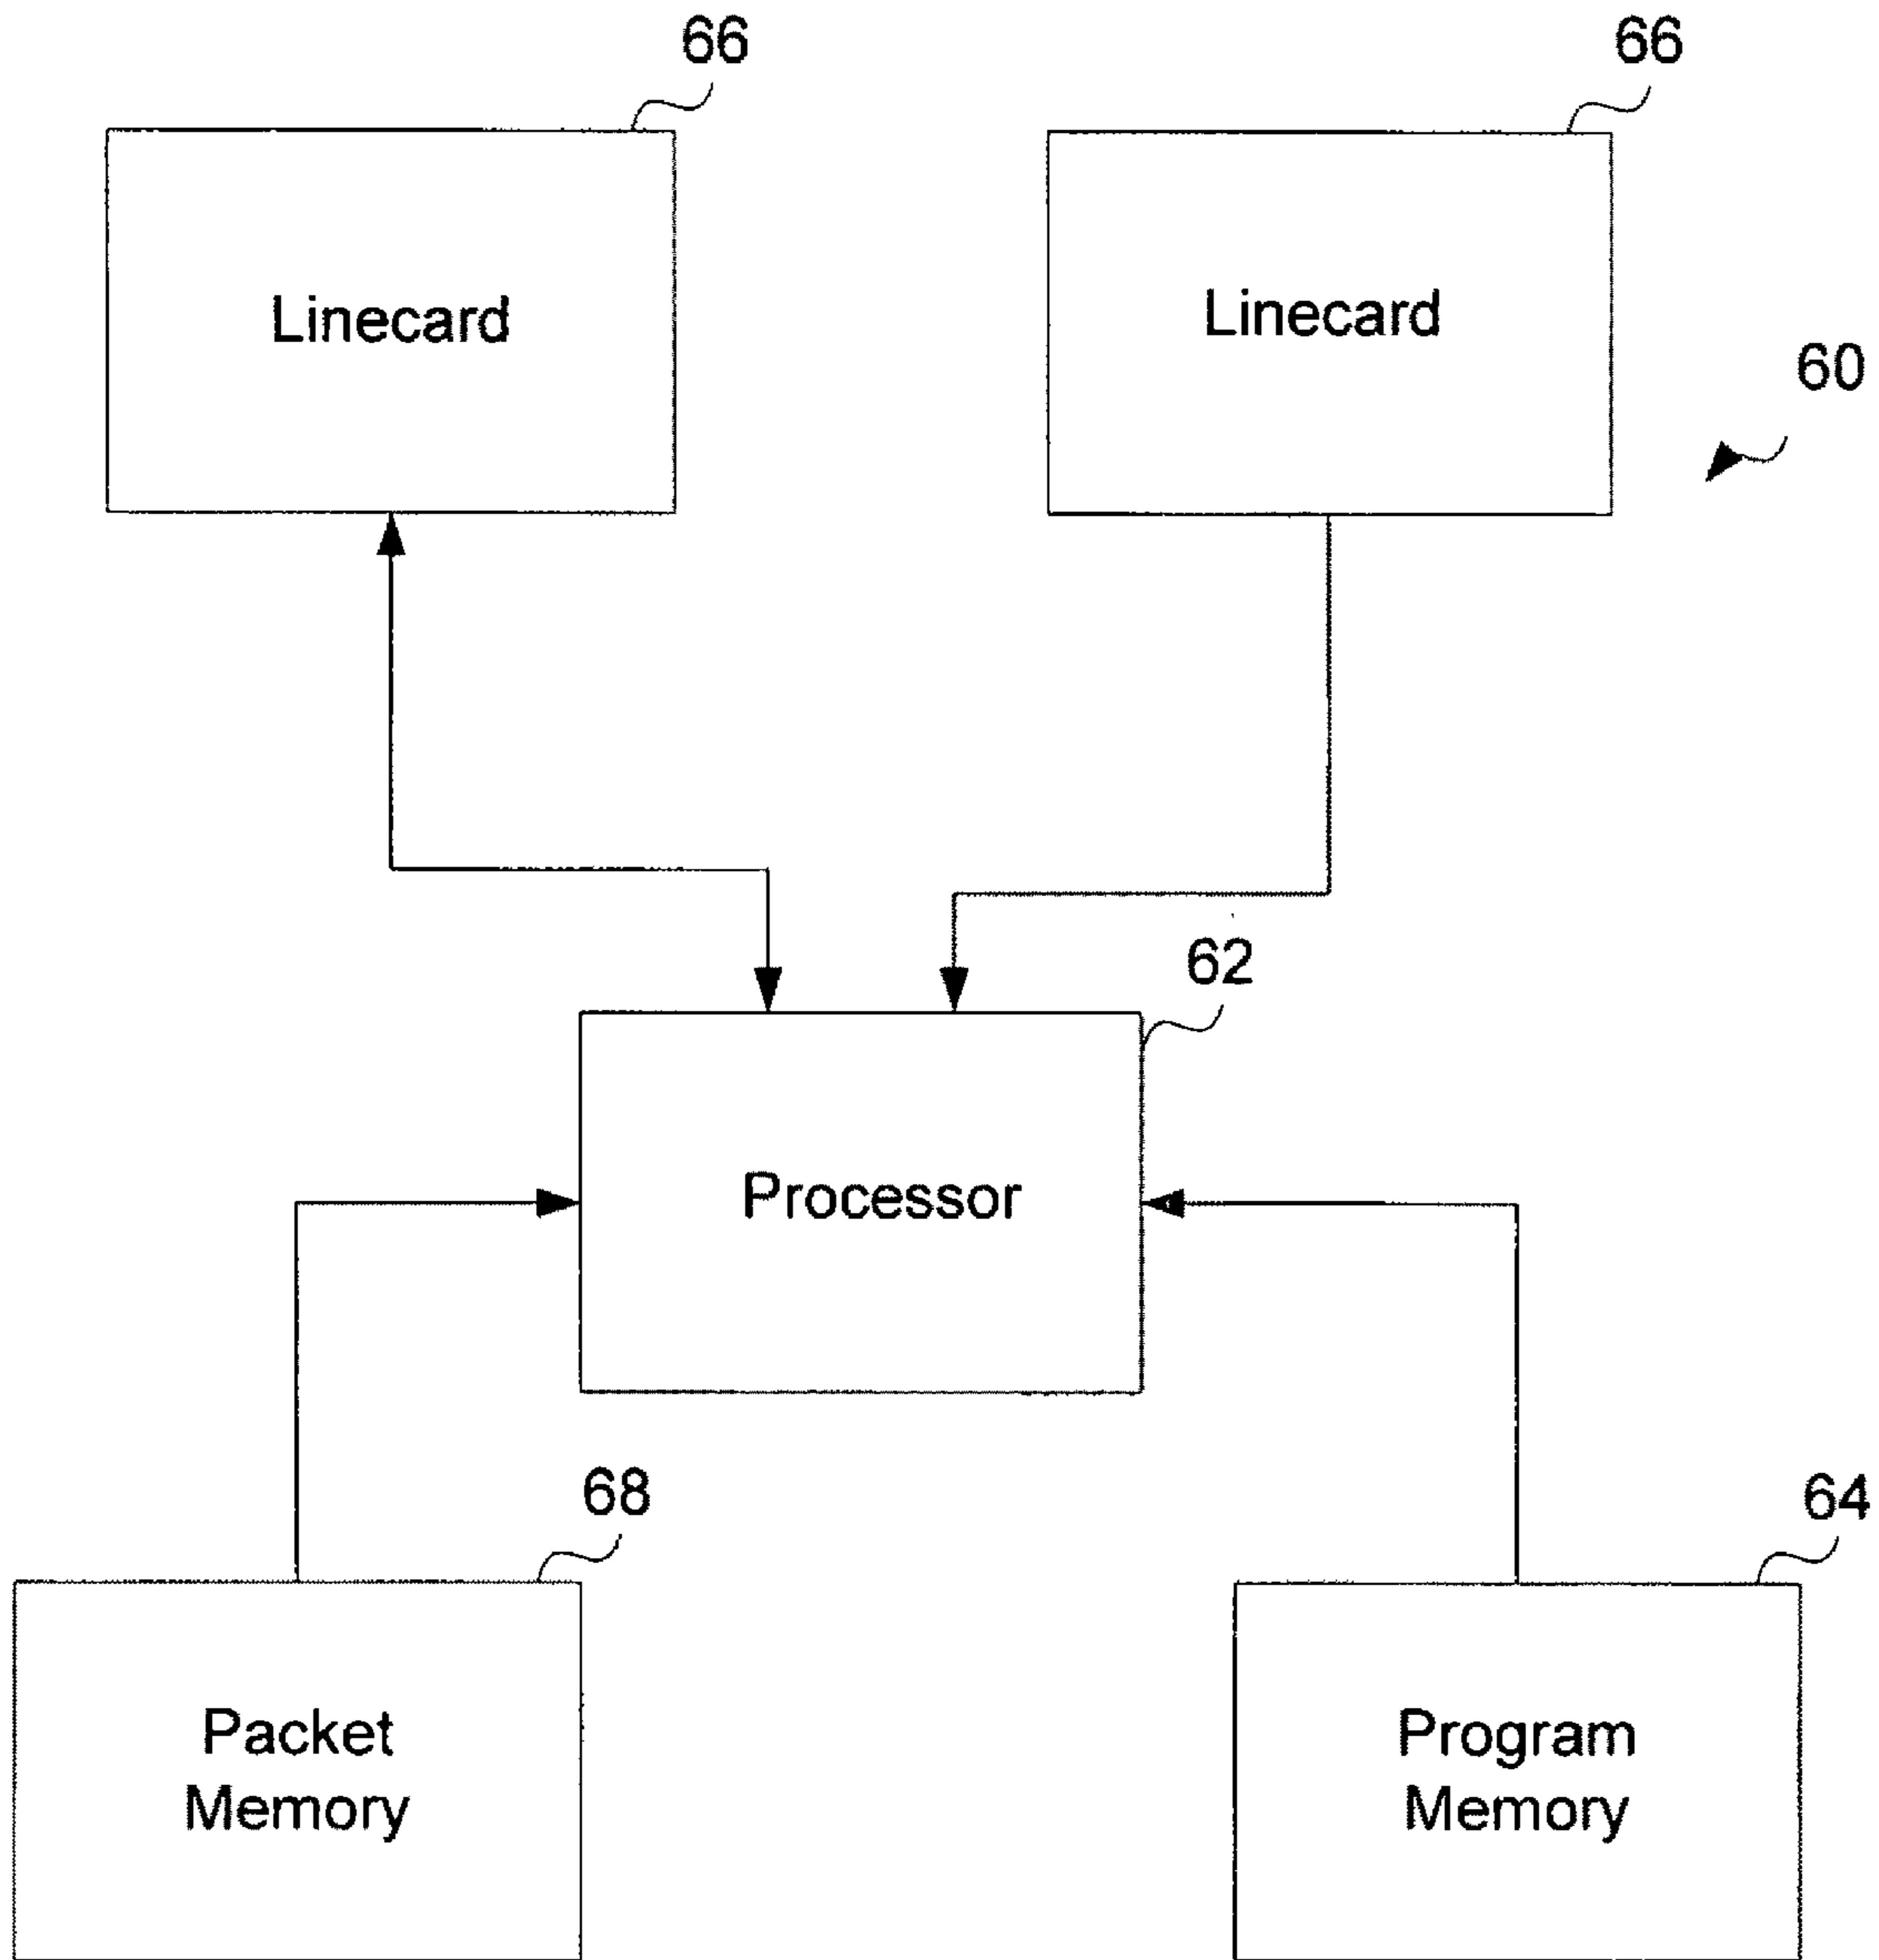 66
66
Linecard
Linecard
60
62
Processor
68
64
Packet
Memory
Program
Memory